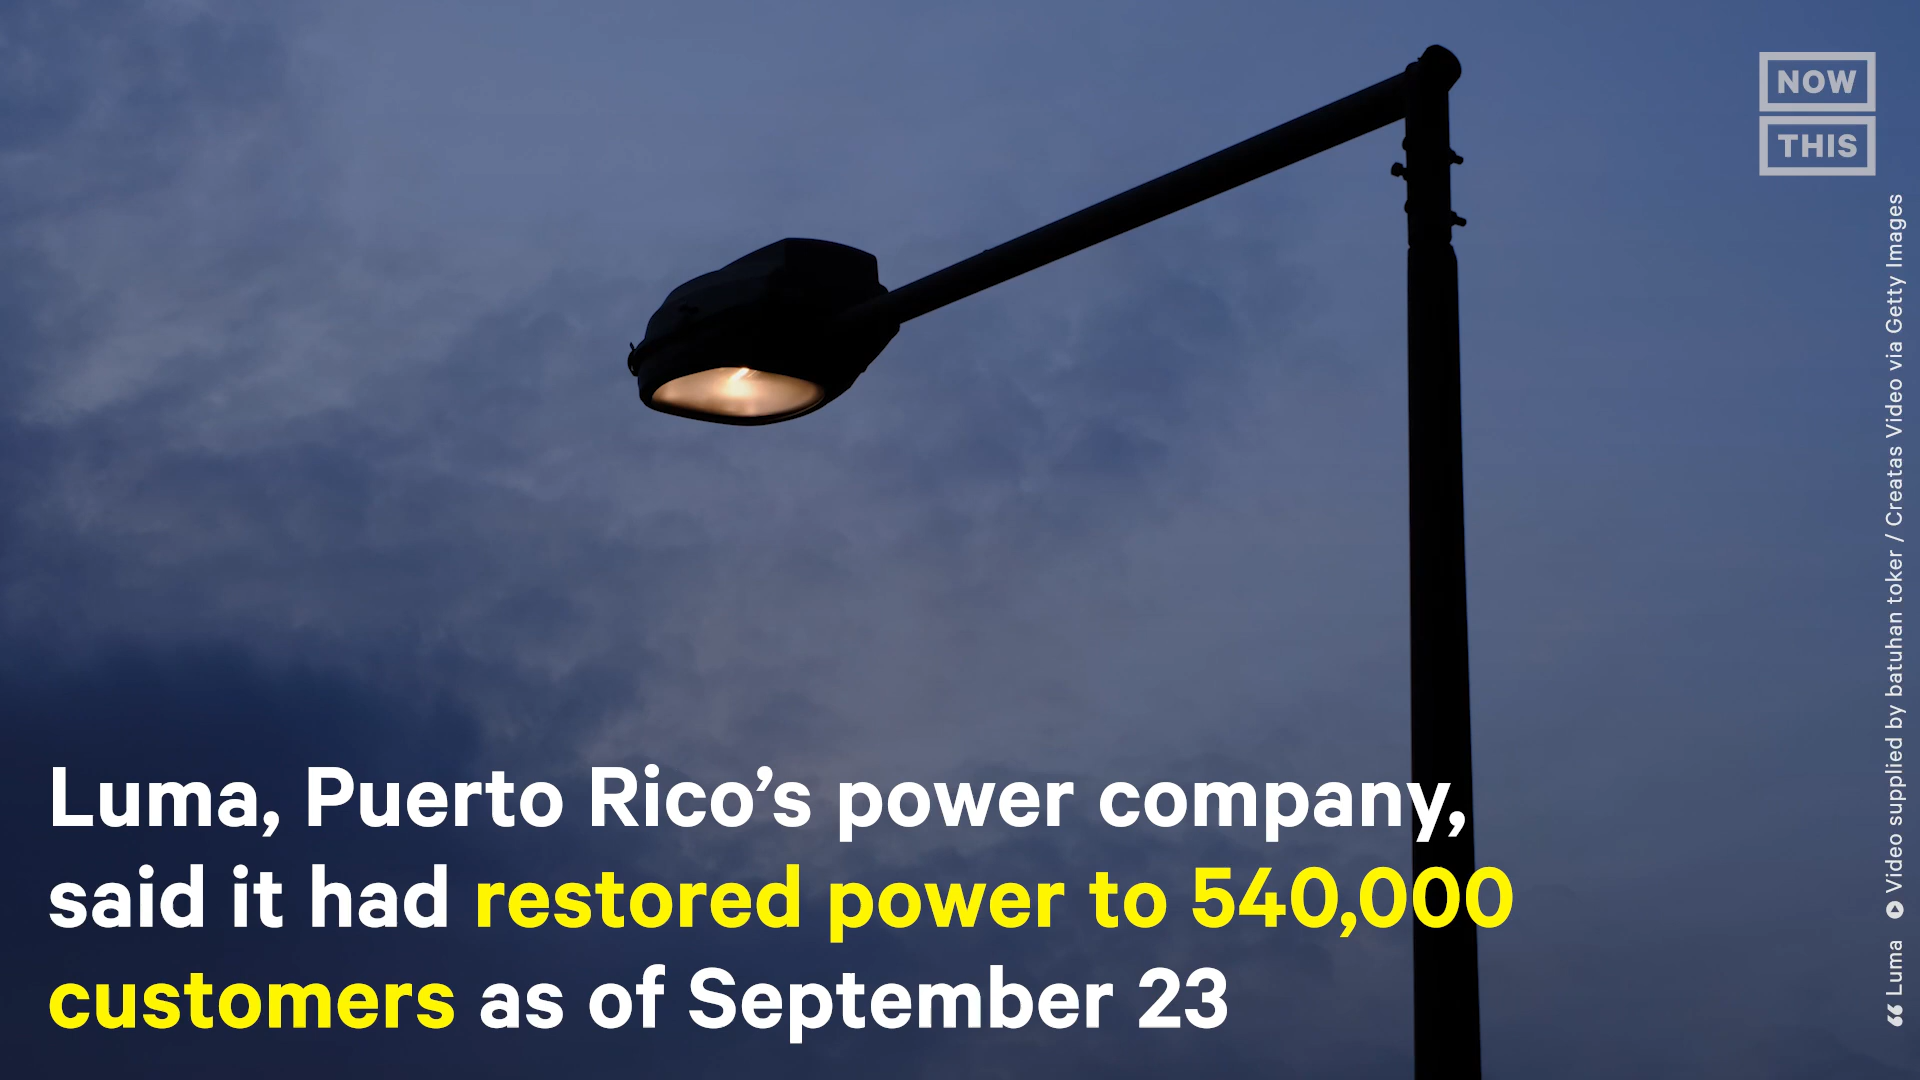 NOW
THIS
Luma, Puerto Rico’s power company,
said it had restored power to 540,000
customers as of September 23
Luma Video supplied by batuhan toker / Creatas Video via Getty Images